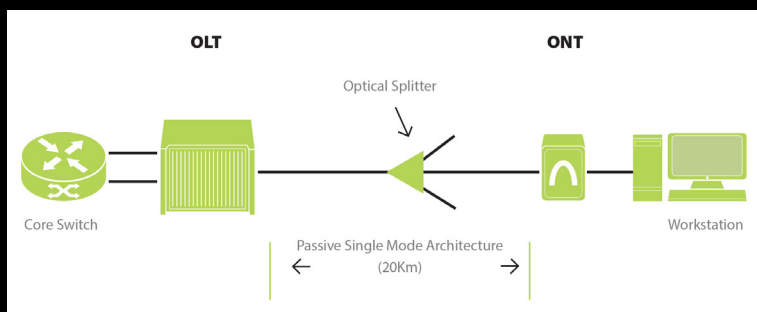 OLT
ONT
Optical Splitter
Core Switch
Workstation
Passive Single Mode Architecture
(20Km)